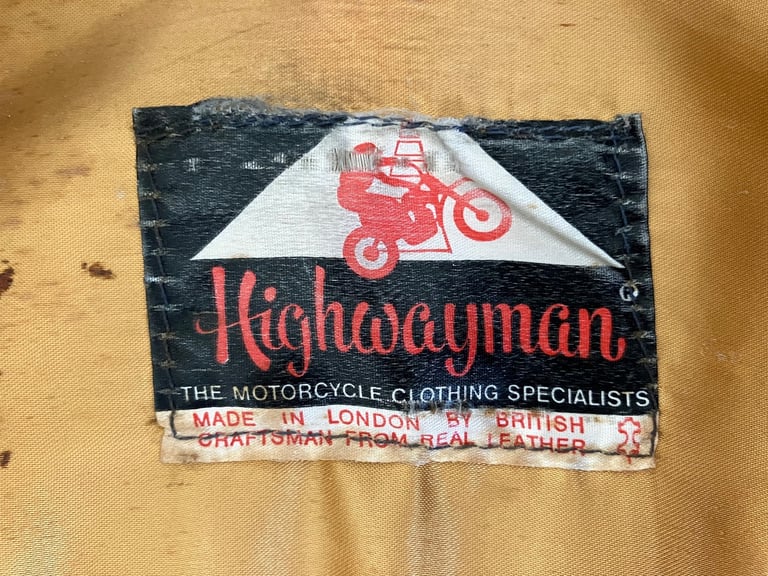 Highwayman ®
THE MOTORCYCLE CLOTHING SPECIALISTS
MADE IN LONDON BY BRITISH
CRAFTSMAN FROM REAL LEATHER